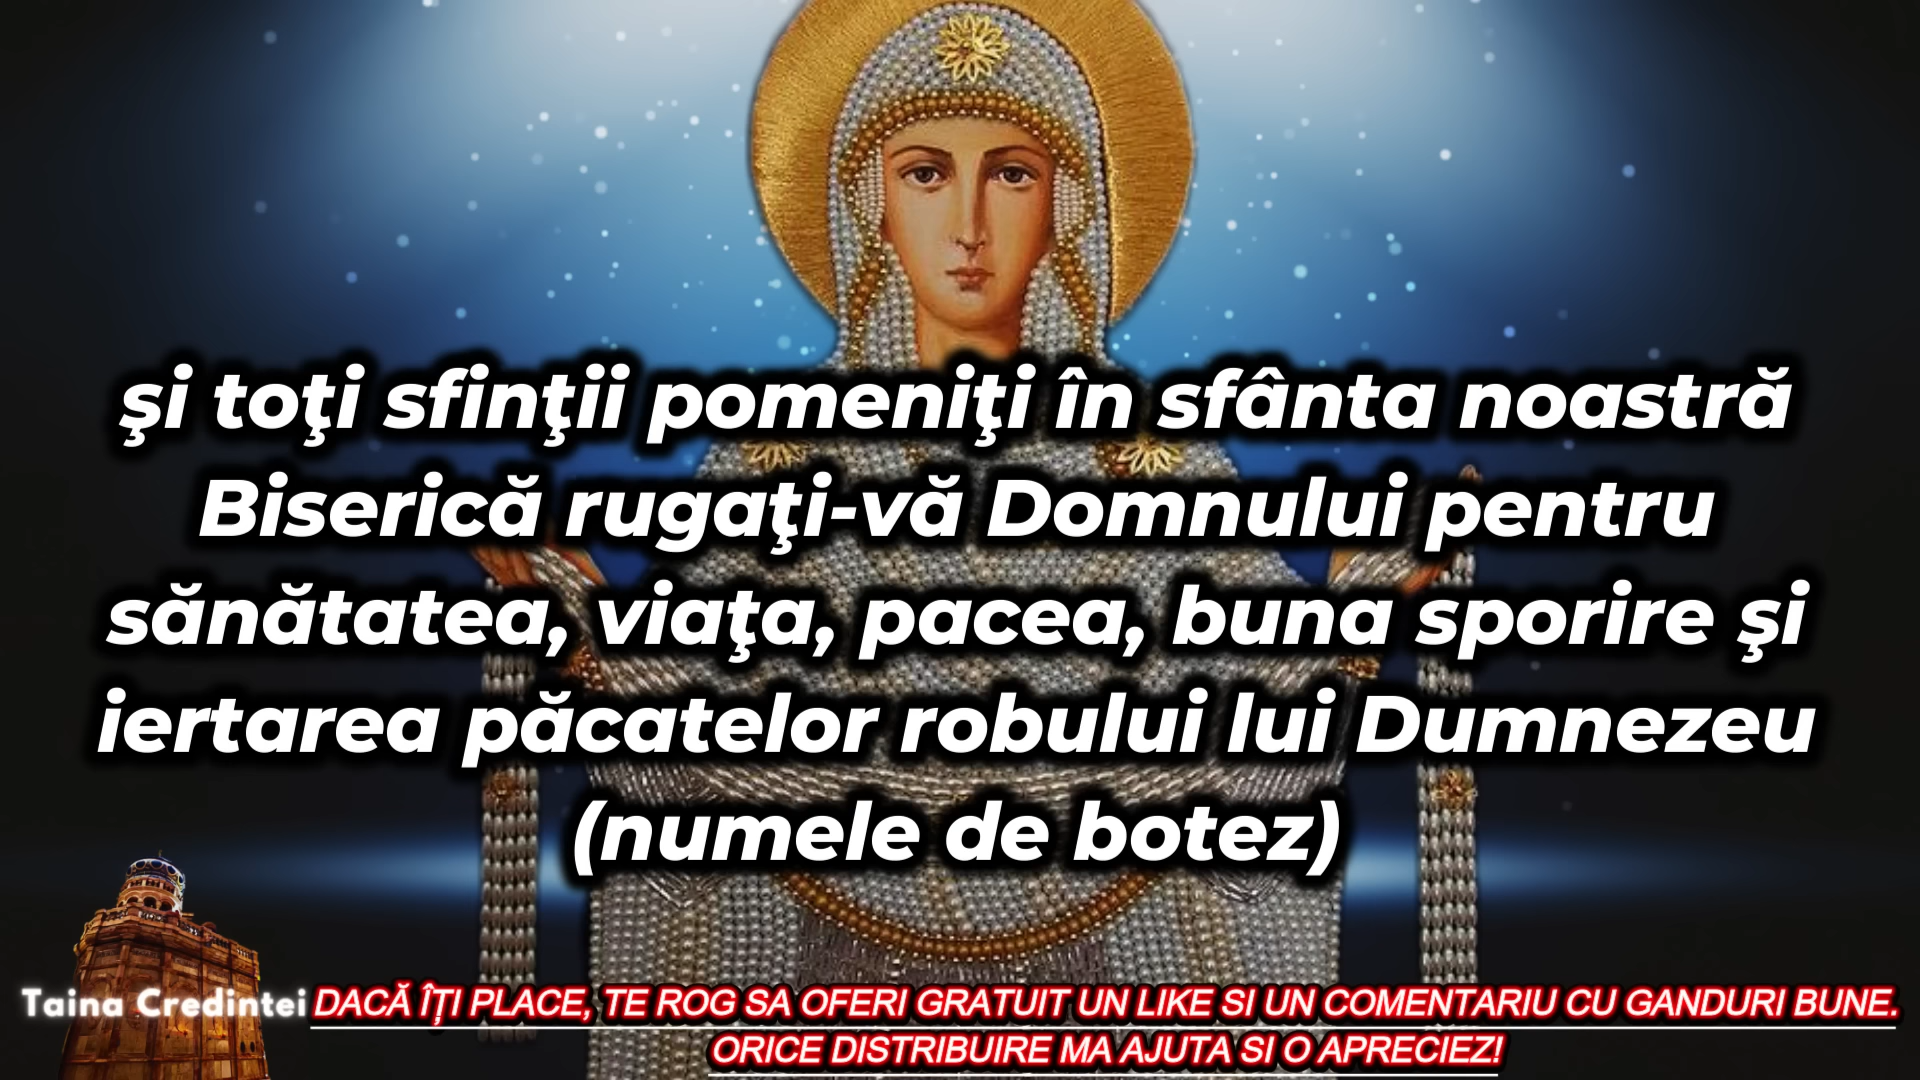 şi toţi sfinţii pomeniţi în sfânta noastră
Biserică rugaţi-vă Domnului pentru
sănătatea, viaţa, pacea, buna sporire şi
iertarea păcatelor robului lui Dumnezeu
(numele de botez)
Taina Credintei
DACĂ ÎȚI PLACE, TE ROG SA OFERI GRATUIT UN LIKE SI UN COMENTARIU CU GANDURI BUNE.
ORICE DISTRIBUIRE MA AJUTA SI O APRECIEZ!